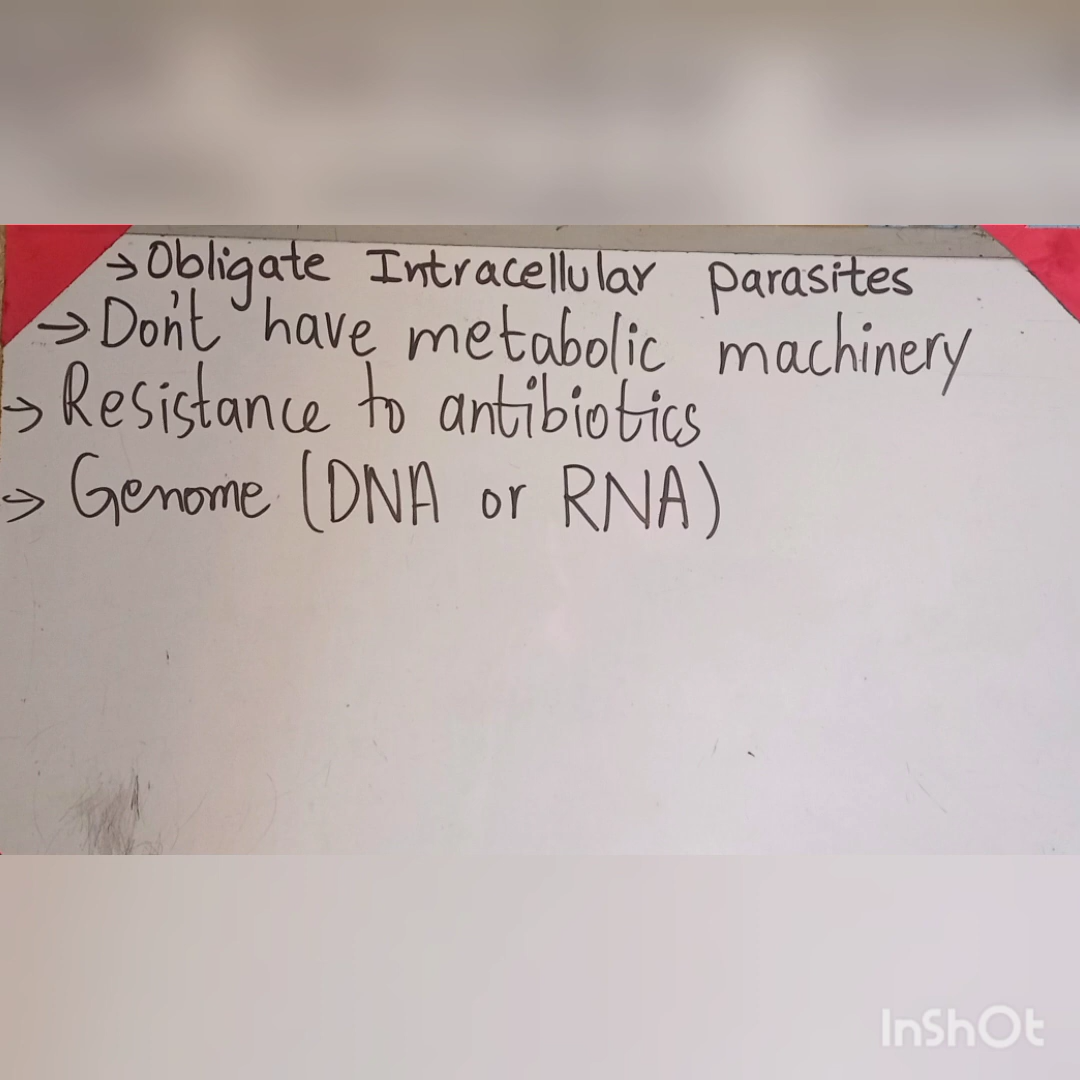 → Obligate Intracellular parasites
→ Don't have metabolic machinery
→ Resistance to antibiotics
→ Genome (DNA or RNA)
InShOt